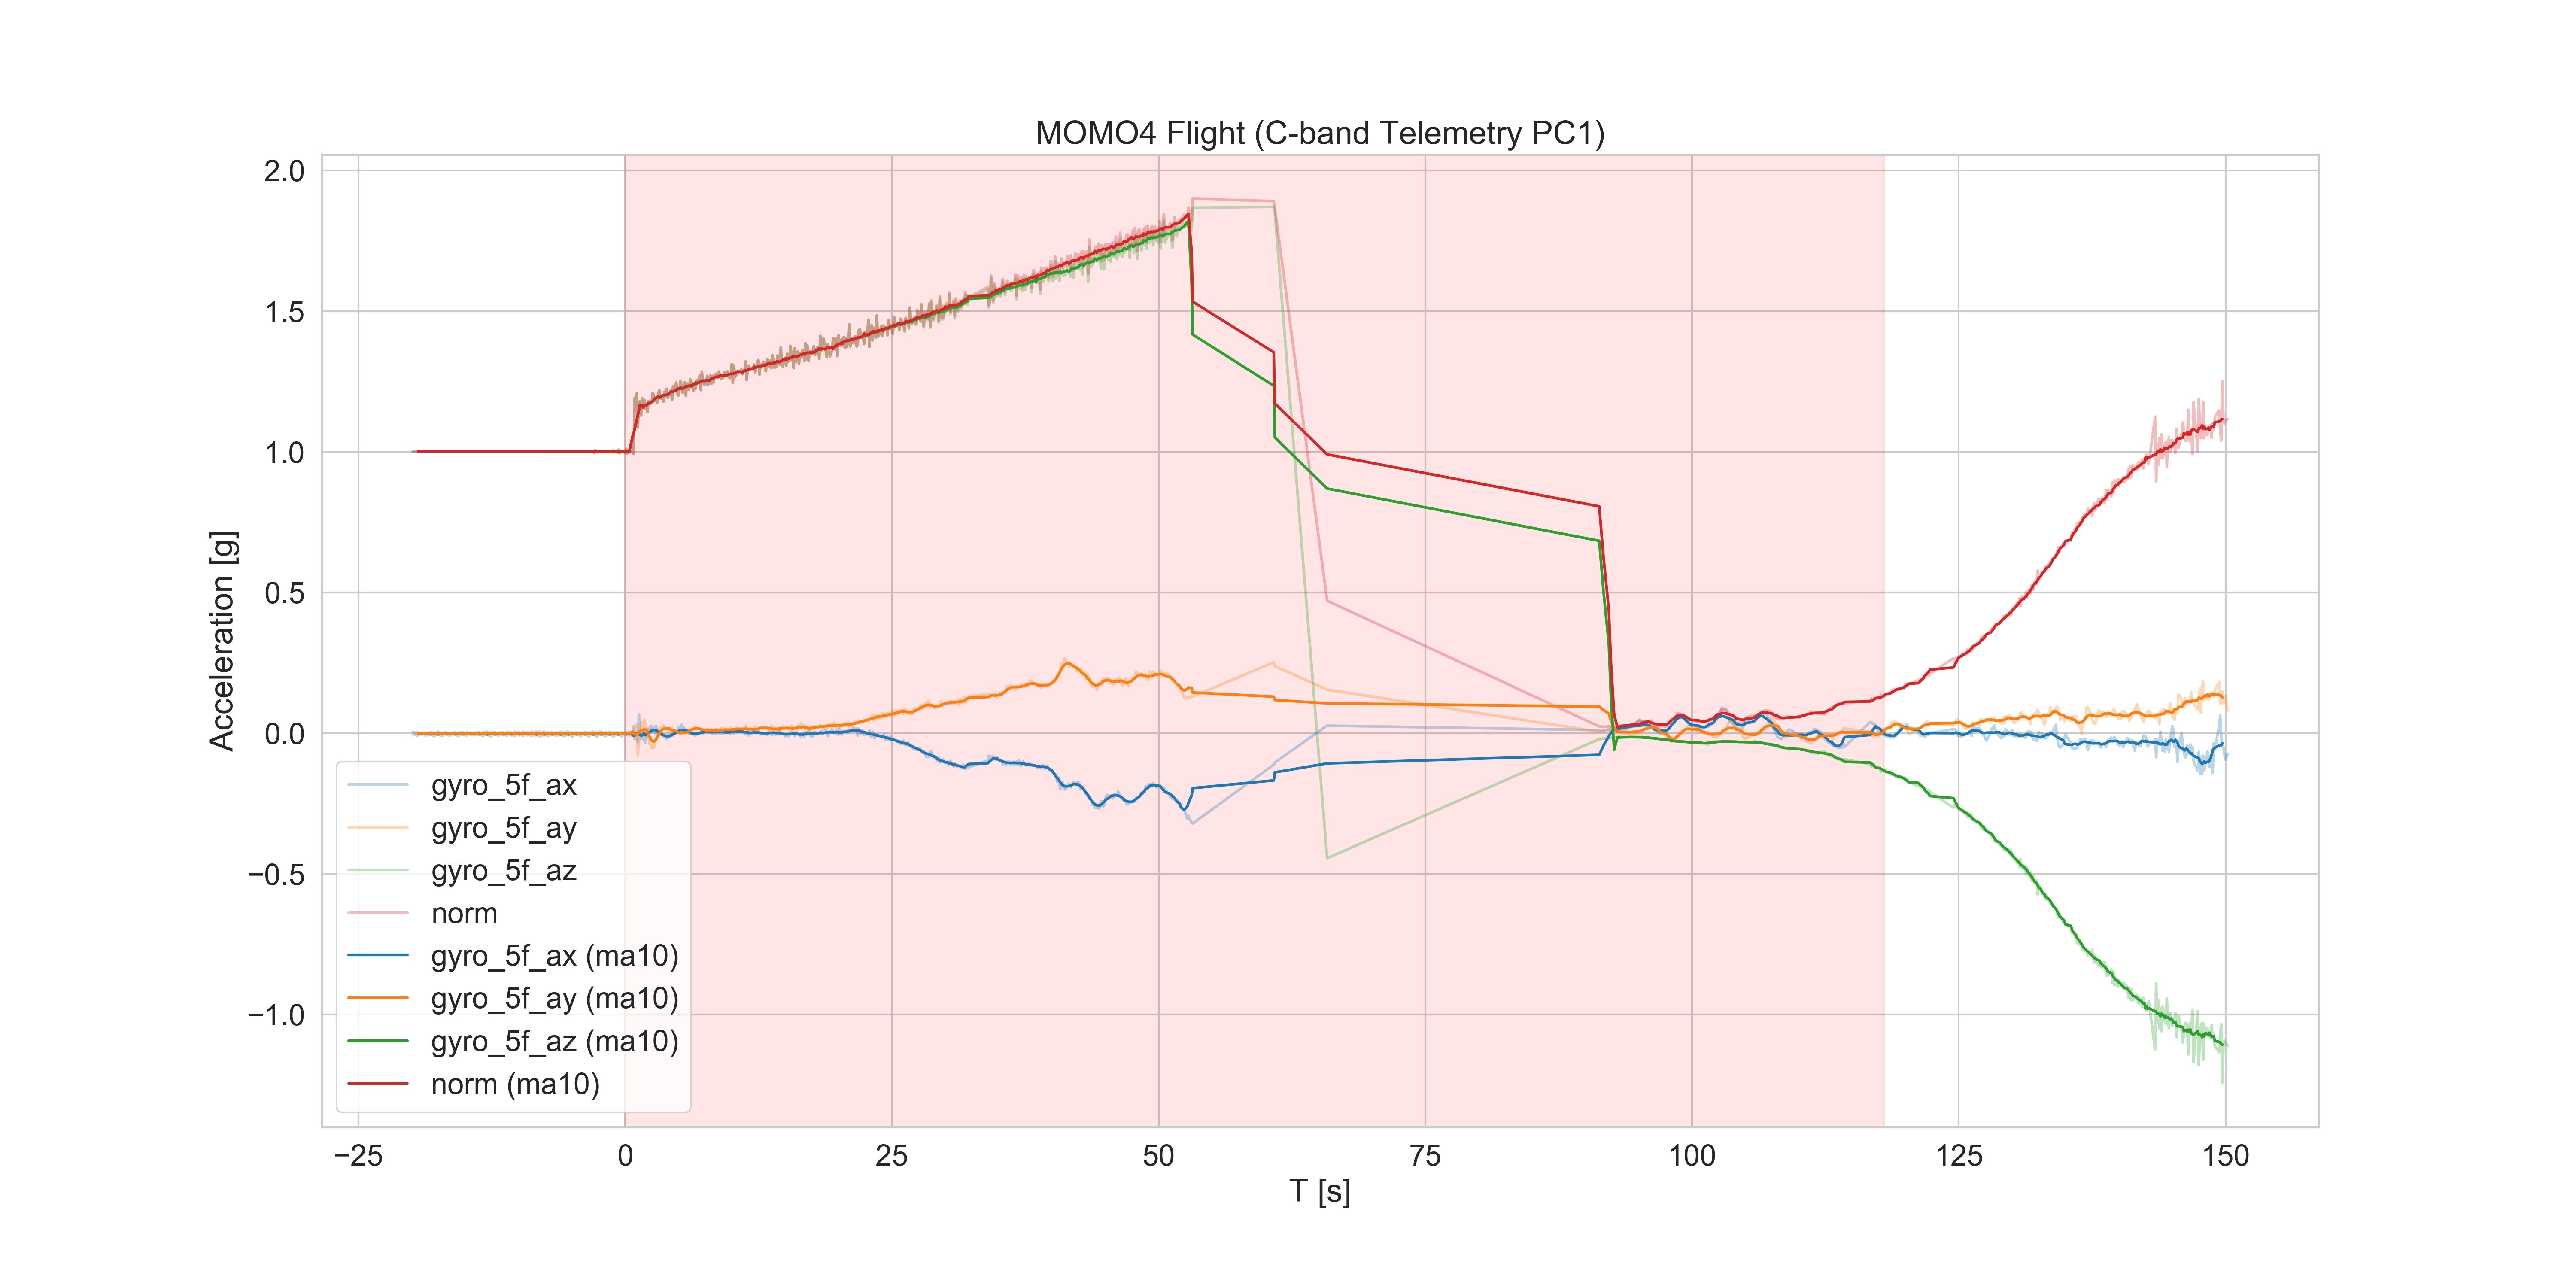 MOMO4 Flight (C-band Telemetry PC1)
2.0
1.5
1.0
0.5
0.0
−0.5
−1.0
Acceleration [g]
gyro_5f_ax
gyro_5f_ay
gyro_5f_az
norm
gyro_5f_ax (ma10)
gyro_5f_ay (ma10)
gyro_5f_az (ma10)
norm (ma10)
−25 0 25 50 75 100 125 150
T [s]